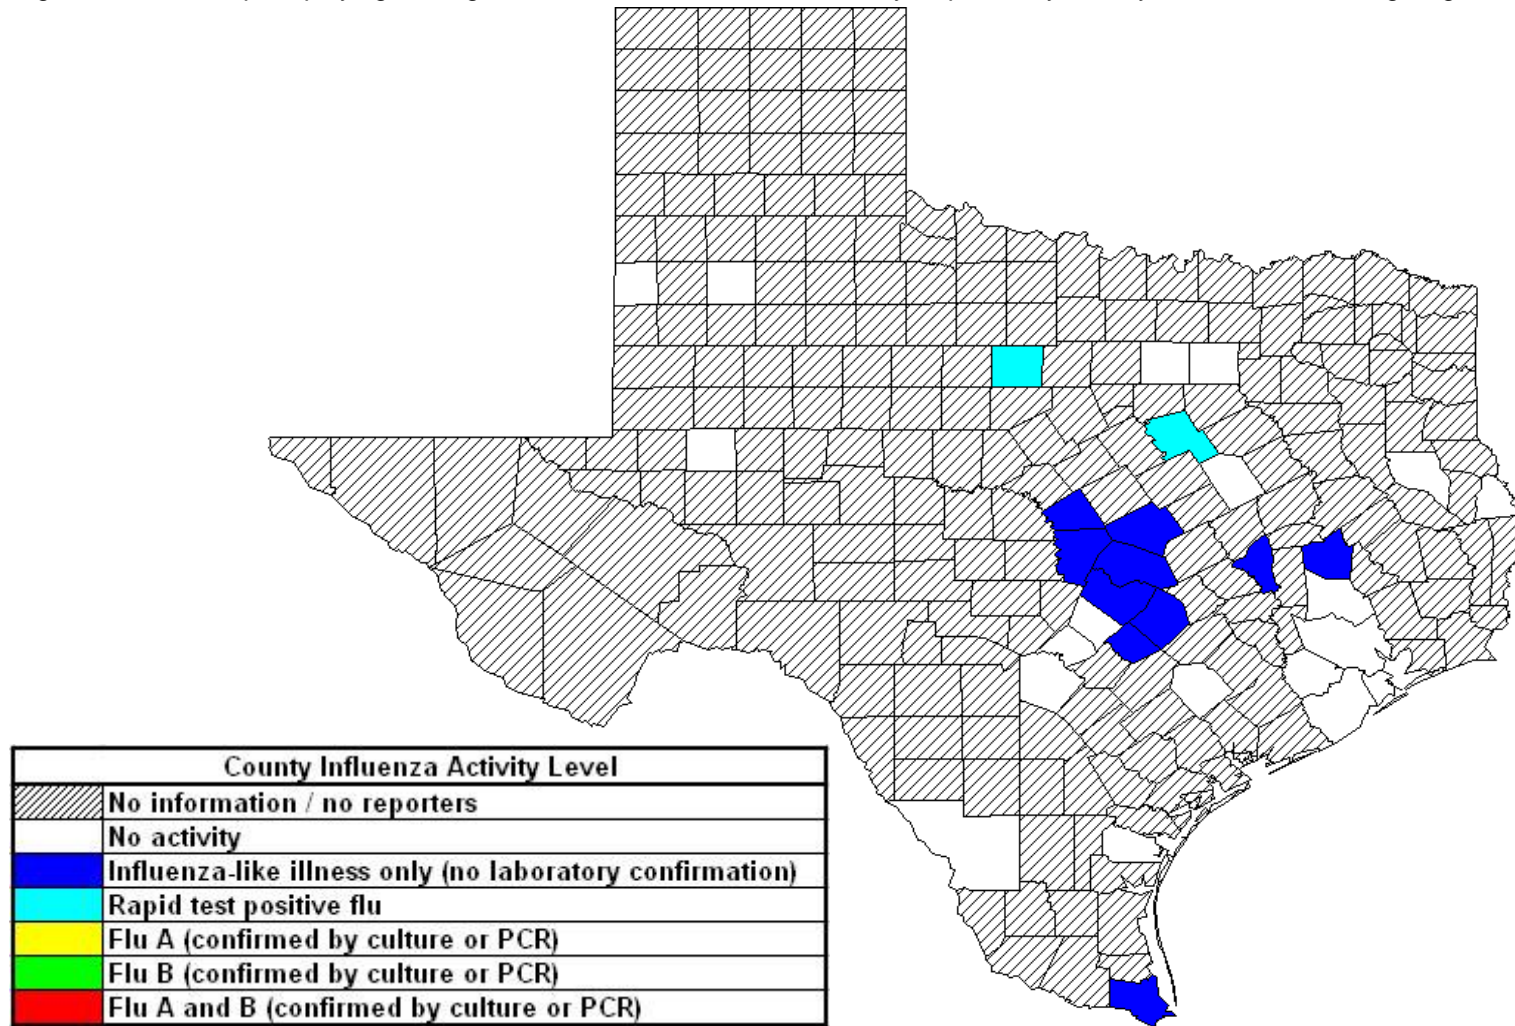 County Influenza Activity Level
No information / no reporters
No activity
Influenza-like illness only (no laboratory confirmation)
Rapid test positive flu
Flu A (confirmed by culture or PCR)
Flu B (confirmed by culture or PCR)
Flu A and B (confirmed by culture or PCR)